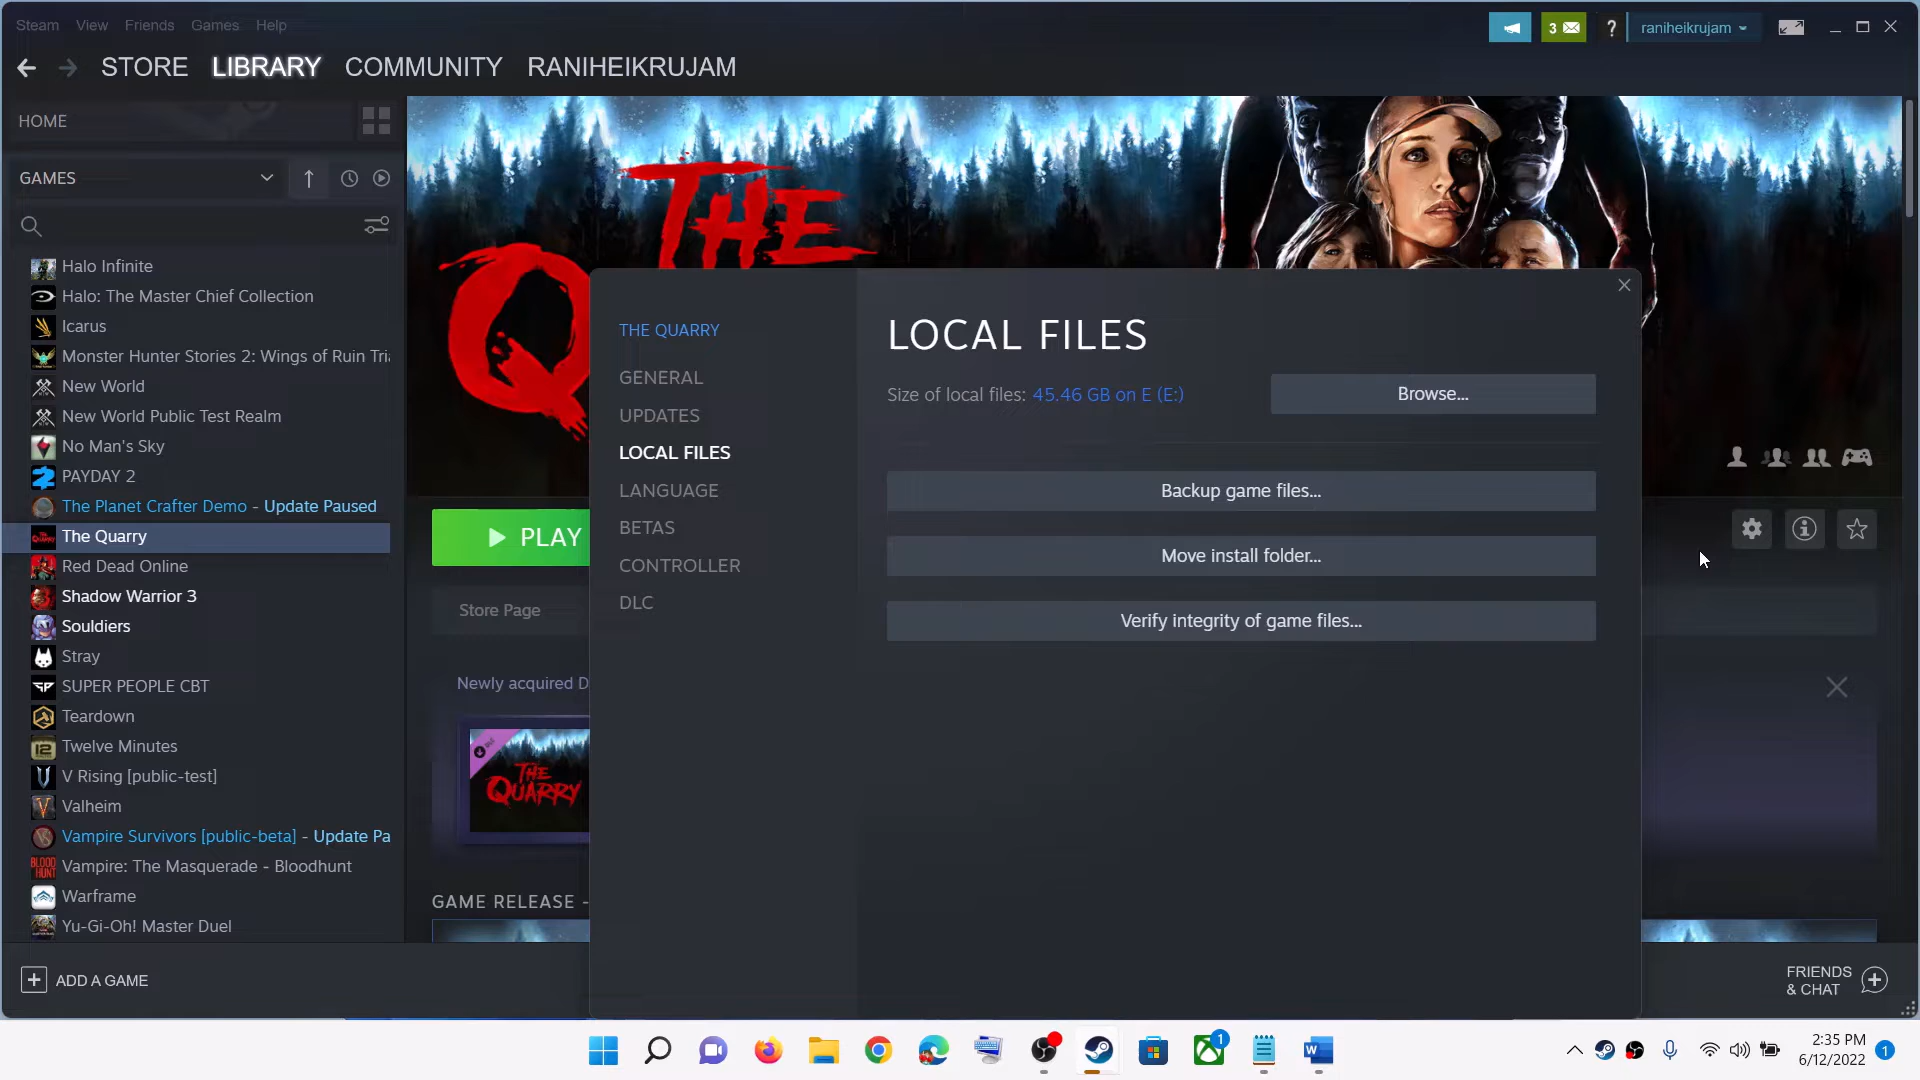 Steam View Friends Games Help
3
?
raniheikrujam
STORE LIBRARY COMMUNITY RANIHEIKRUJAM
HOME
GAMES
Halo Infinite
Halo: The Master Chief Collection
Icarus
Monster Hunter Stories 2: Wings of Ruin Tria
New World
New World Public Test Realm
No Man's Sky
PAYDAY 2
The Planet Crafter Demo - Update Paused
The Quarry
Red Dead Online
Shadow Warrior 3
Souldiers
Stray
SUPER PEOPLE CBT
Teardown
Twelve Minutes
V Rising [public-test]
Valheim
Vampire Survivors [public-beta] - Update Pa
Vampire: The Masquerade - Bloodhunt
Warframe
Yu-Gi-Oh! Master Duel
ADD A GAME
THE
PLAY
Store Page
Newly acquired D
THE
QUARRY
GAME RELEASE -
THE QUARRY
GENERAL
UPDATES
LOCAL FILES
LANGUAGE
BETAS
CONTROLLER
DLC
LOCAL FILES
Size of local files: 45.46 GB on E (E:)
Browse...
Backup game files...
Move install folder...
Verify integrity of game files...
FRIENDS
& CHAT
1
2:35 PM
6/12/2022
1